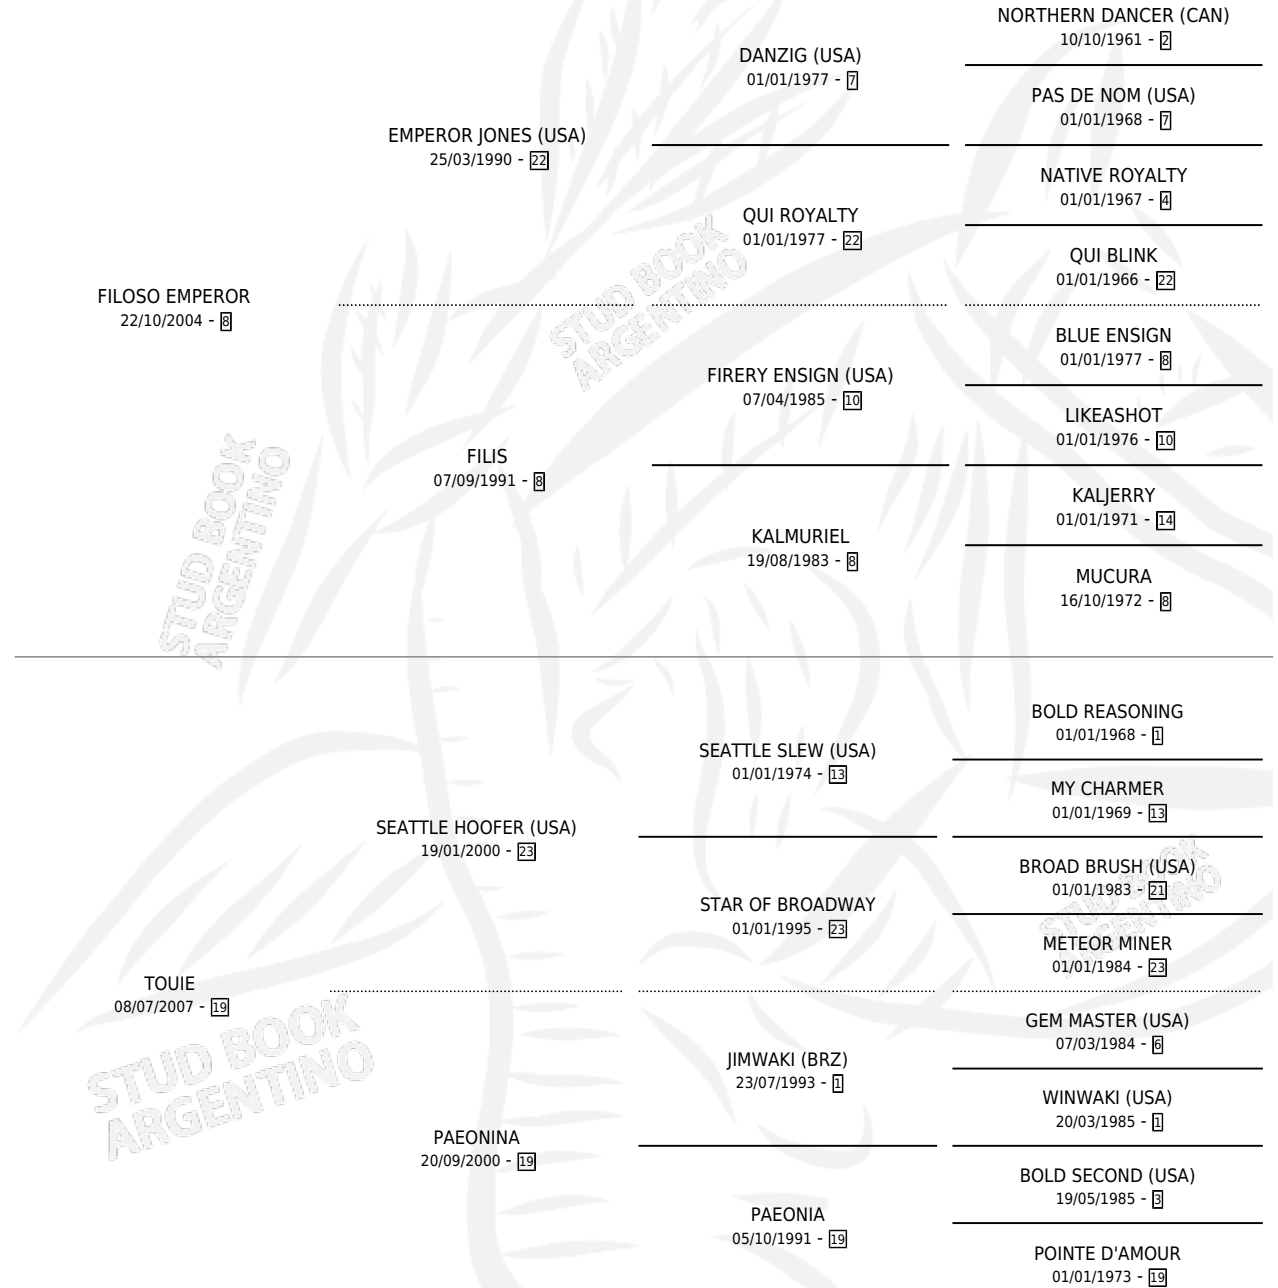 NORTHERN DANCER (CAN)
10/10/1961 - 2
DANZIG (USA)
01/01/1977 - 7
PAS DE NOM (USA)
01/01/1968 - 7
EMPEROR JONES (USA)
25/03/1990 - 22
NATIVE ROYALTY
01/01/1967 - 4
QUI ROYALTY
01/01/1977 - 22
QUI BLINK
01/01/1966 - 22
FILOSO EMPEROR
22/10/2004 - 8
STUD BOOK
ARGENTINO
BLUE ENSIGN
01/01/1977 - 8
FIRERY ENSIGN (USA)
07/04/1985 - 10
LIKEASHOT
01/01/1976 - 10
FILIS
07/09/1991 - 8
KALJERRY
01/01/1971 - 14
KALMURIEL
19/08/1983 - 8
MUCURA
16/10/1972 - 8
STUD BOOK
ARGENTINO
BOLD REASONING
01/01/1968 - 1
SEATTLE SLEW (USA)
01/01/1974 - 13
MY CHARMER
01/01/1969 - 13
SEATTLE HOOFER (USA)
19/01/2000 - 23
BROAD BRUSH (USA)
01/01/1983 - 21
STAR OF BROADWAY
01/01/1995 - 23
STUD BOOK
ARGENTINO
METEOR MINER
01/01/1984 - 23
TOUIE
08/07/2007 - 19
GEM MASTER (USA)
07/03/1984 - 6
JIMWAKI (BRZ)
23/07/1993 - 1
STUD BOOK
ARGENTINO
WINWAKI (USA)
20/03/1985 - 1
PAEONINA
20/09/2000 - 19
BOLD SECOND (USA)
19/05/1985 - 3
PAEONIA
05/10/1991 - 19
POINTE D'AMOUR
01/01/1973 - 19